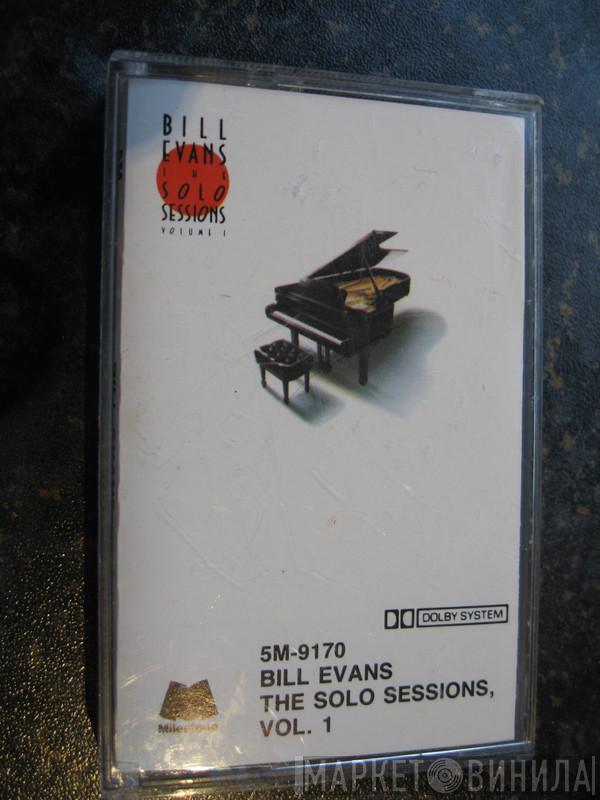 BILL
EVANS
THE
SOLO
SESSIONS
VOLUME 1
DOLBY SYSTEM
5M-9170
BILL EVANS
THE SOLO SESSIONS,
VOL. 1
Milestone
МАРКЕТ ВИНИЛА